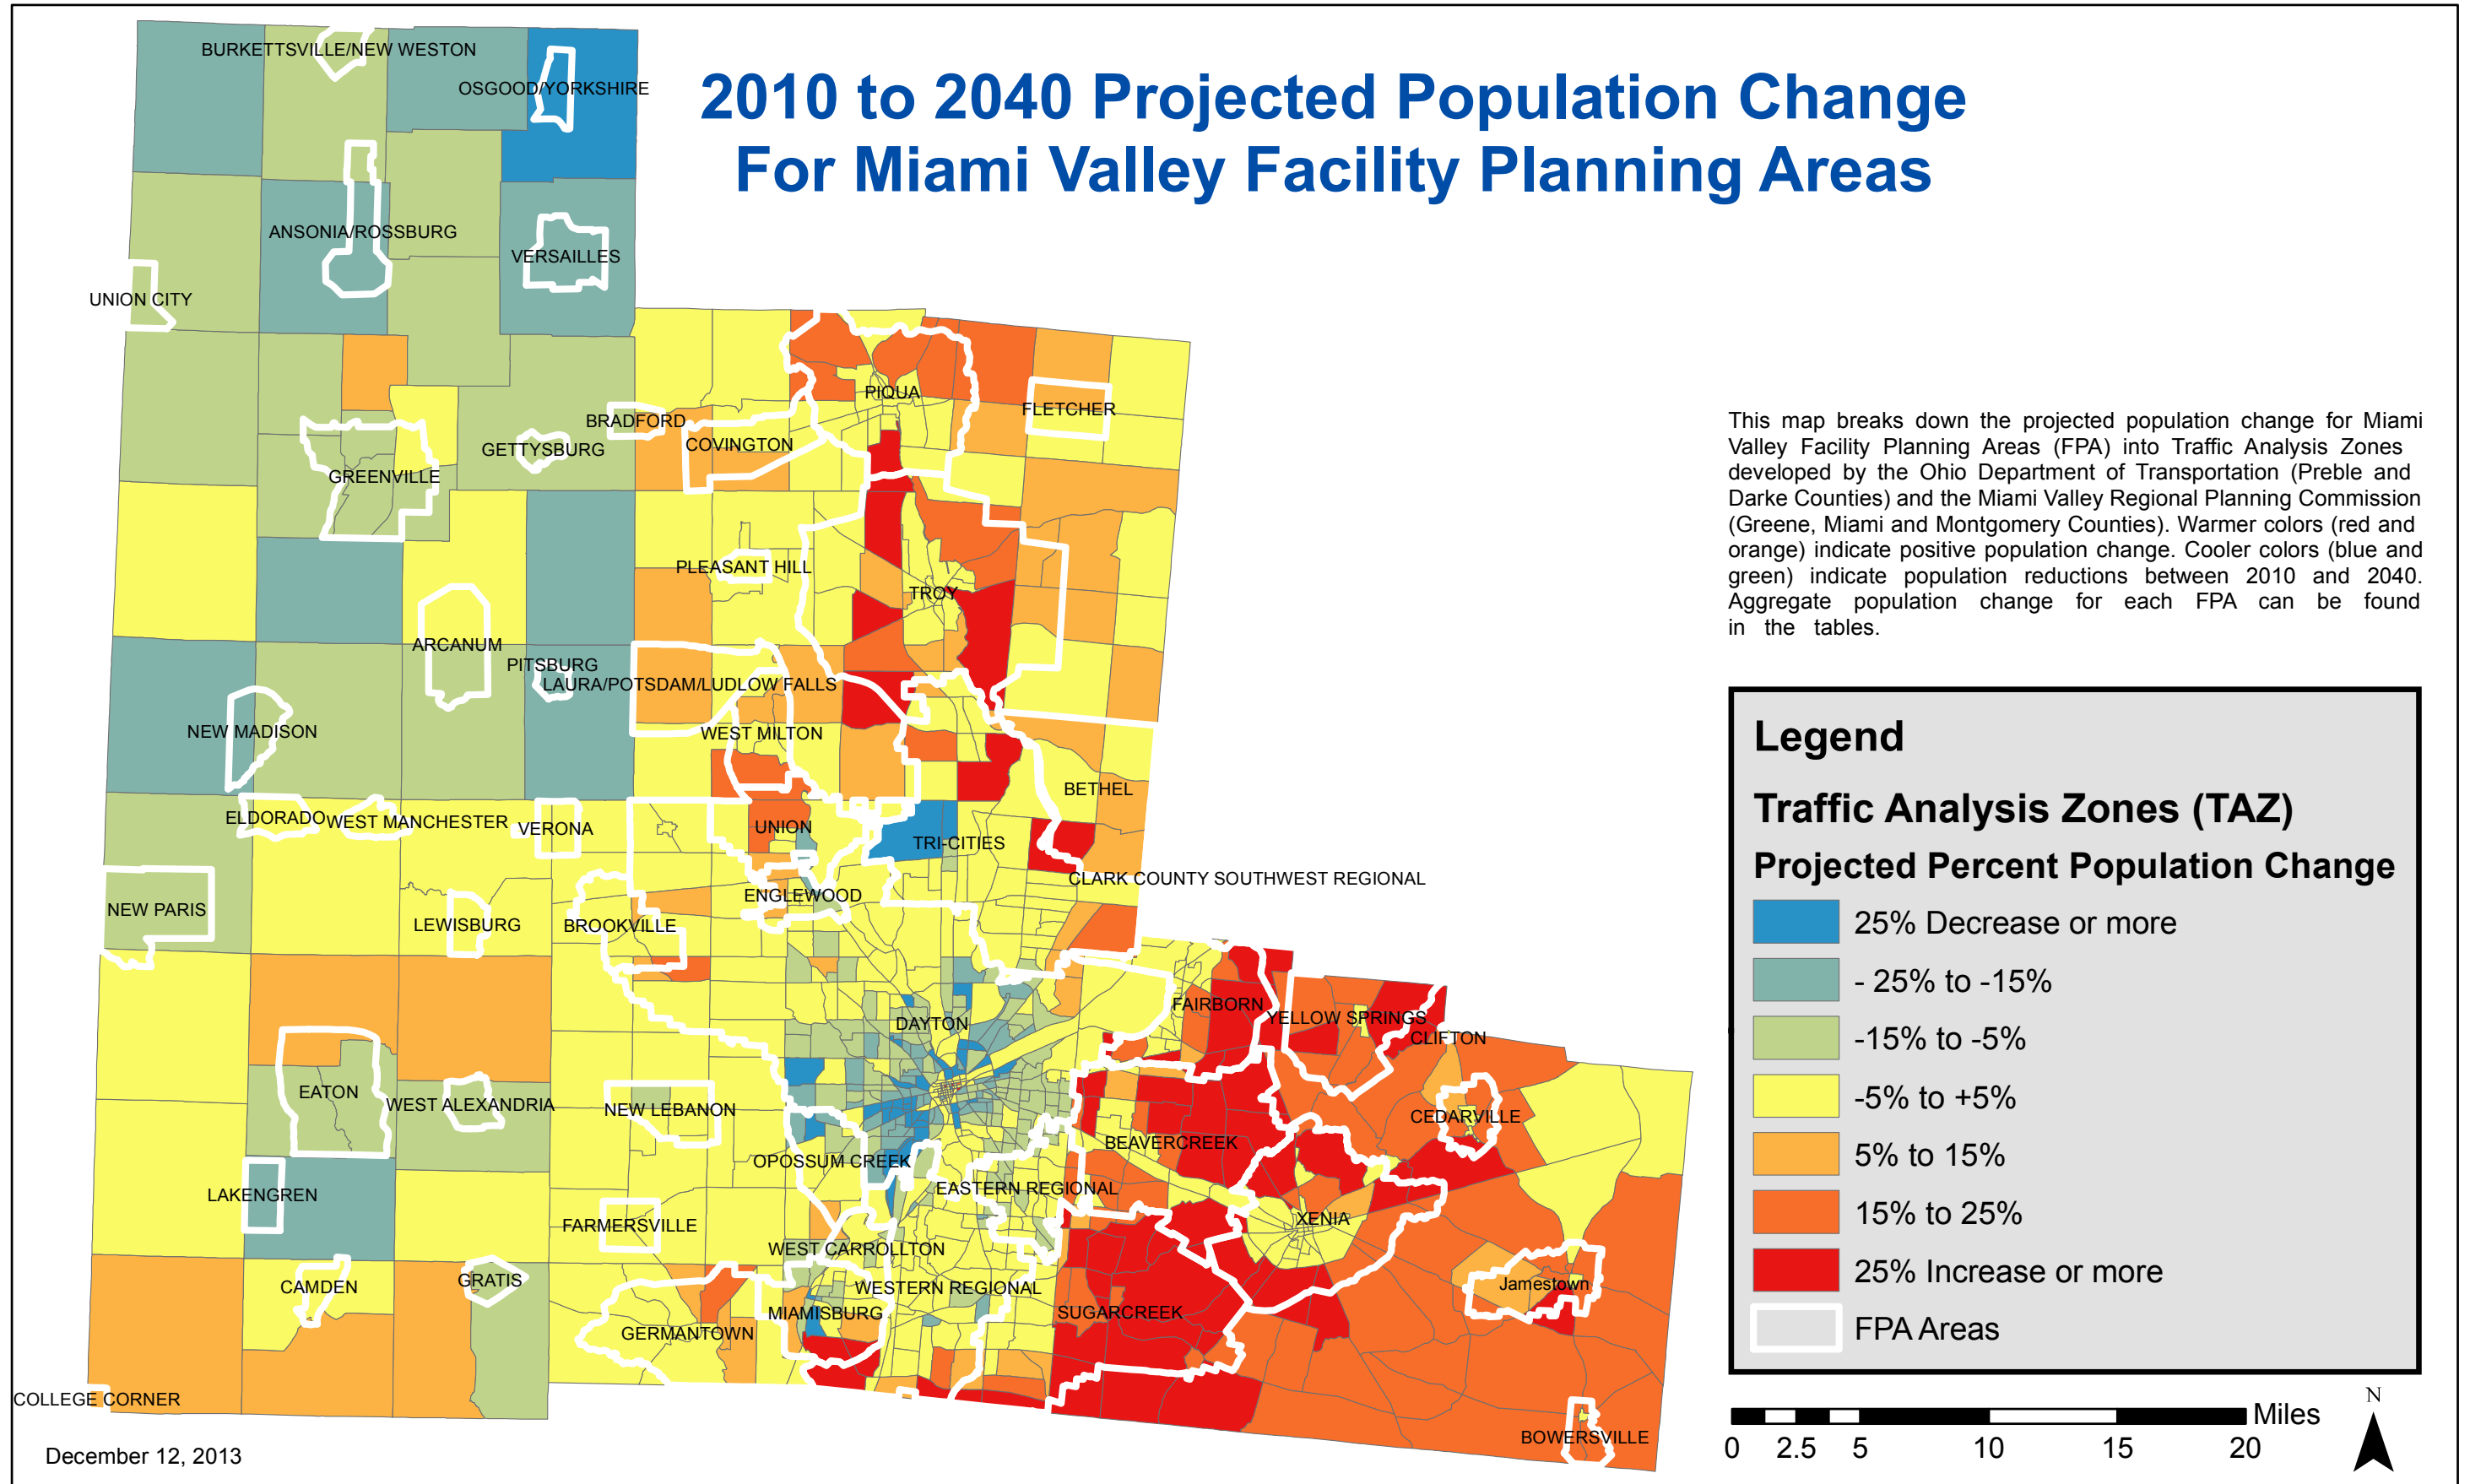 2010 to 2040 Projected Population Change
For Miami Valley Facility Planning Areas
BURKETTSVILLE/NEW WESTON
OSGOOD/YORKSHIRE
ANSONIA/ROSSBURG
VERSAILLES
UNION CITY
PIQUA
FLETCHER
BRADFORD
COVINGTON
GETTYSBURG
GREENVILLE
PLEASANT HILL
TROY
ARCANUM
PITSBURG
LAURA/POTSDAM/LUDLOW FALLS
NEW MADISON
WEST MILTON
BETHEL
ELDORADO
WEST MANCHESTER
VERONA
UNION
TRI-CITIES
CLARK COUNTY SOUTHWEST REGIONAL
ENGLEWOOD
NEW PARIS
LEWISBURG
BROOKVILLE
FAIRBORN
YELLOW SPRINGS
DAYTON
CLIFTON
EATON
WEST ALEXANDRIA
NEW LEBANON
CEDARVILLE
BEAVERCREEK
OPOSSUM CREEK
EASTERN REGIONAL
LAKENGREN
FARMERSVILLE
XENIA
WEST CARROLLTON
CAMDEN
GRATIS
WESTERN REGIONAL
Jamestown
MIAMISBURG
SUGARCREEK
GERMANTOWN
COLLEGE CORNER
BOWERSVILLE
December 12, 2013
This map breaks down the projected population change for Miami
Valley Facility Planning Areas (FPA) into Traffic Analysis Zones
developed by the Ohio Department of Transportation (Preble and
Darke Counties) and the Miami Valley Regional Planning Commission
(Greene, Miami and Montgomery Counties). Warmer colors (red and
orange) indicate positive population change. Cooler colors (blue and
green) indicate population reductions between 2010 and 2040.
Aggregate population change for each FPA can be found
in the tables.
Legend
Traffic Analysis Zones (TAZ)
Projected Percent Population Change
25% Decrease or more
- 25% to -15%
-15% to -5%
-5% to +5%
5% to 15%
15% to 25%
25% Increase or more
FPA Areas
Miles
0 2.5 5 10 15 20
N